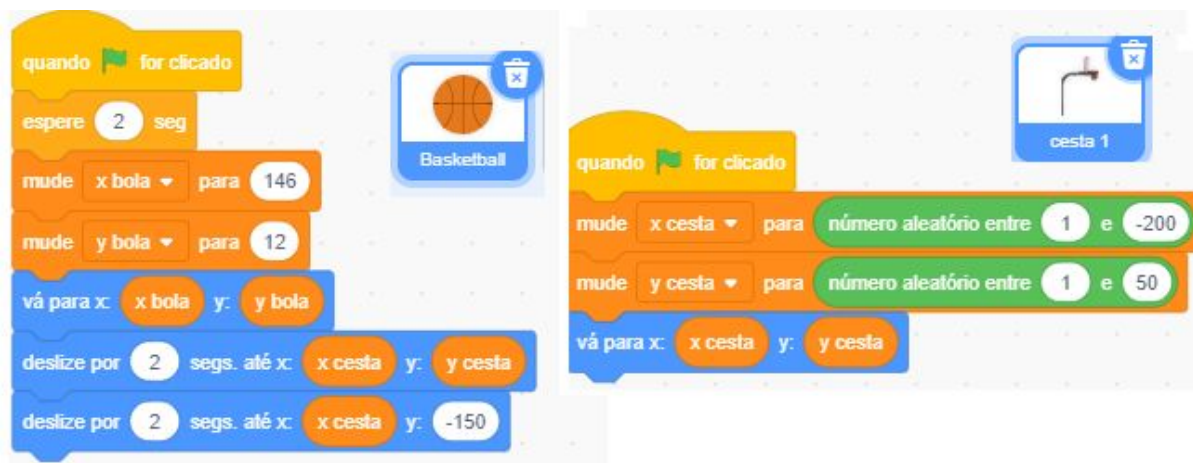 quando for clicado
espere 2 seg
mude x bola para 146
mude y bola para 12
vá para x: x bola y: y bola
deslize por 2 segs. até x: x cesta y: y cesta
deslize por 2 segs. até x: x cesta y: -150
Basketball
cesta 1
quando for clicado
mude x cesta para número aleatório entre 1 e -200
mude y cesta para número aleatório entre 1 e 50
vá para x: x cesta y: y cesta